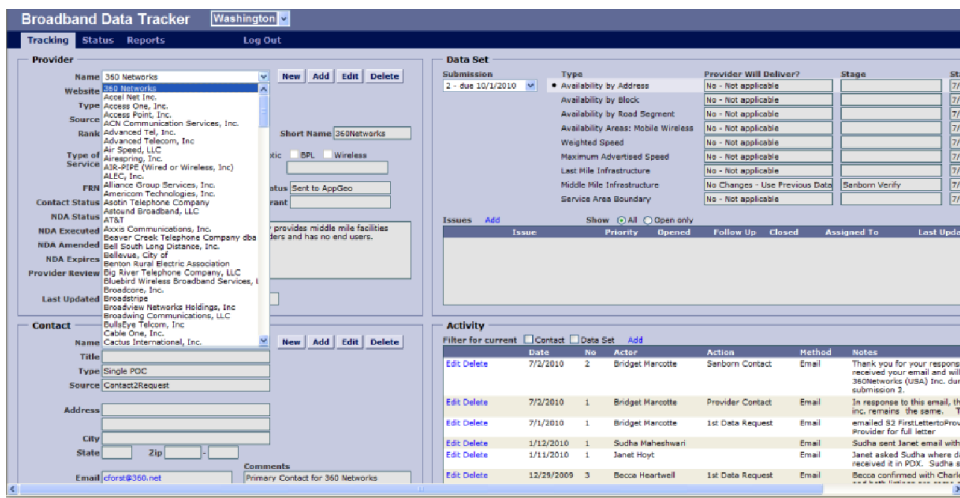 Broadband Data Tracker Washington
Tracking Status Reports Log Out
Provider
Name 360 Networks New Add Edit Delete
Website
Type
Source
Rank Short Name 360Networks
Type of Service BPL Wireless
FRN Status Sent to AppGeo
Contact Status
NDA Status
NDA Executed provides middle mile facilities
NDA Amended and has no end users.
NDA Expires
Provider Review
Last Updated
360 Networks
Accel Net Inc.
Access One, Inc.
Access Point, Inc.
ACN Communication Services, Inc.
Advanced Tel, Inc.
Advanced Telecom, Inc
Air Speed, LLC
Airespring, Inc.
AIR-PIPE (Wired or Wireless, Inc)
ALEC, Inc.
Alliance Group Services, Inc.
Americom Technologies, Inc.
Asotin Telephone Company
Astound Broadband, LLC
AT&T
Axxis Communications, Inc.
Beaver Creek Telephone Company dba
Bell South Long Distance, Inc.
Bellevue, City of
Benton Rural Electric Association
Big River Telephone Company, LLC
Bluebird Wireless Broadband Services, 
Broadcore, Inc.
Broadstripe
Broadview Networks Holdings, Inc
Broadwing Communications, LLC
BullsEye Telcom, Inc
Cable One, Inc.
Cactus International, Inc.
Contact
Name New Add Edit Delete
Title
Type Single POC
Source Contact2Request
Address
City
State Zip -
Email cforst@360.net
Comments
Primary Contact for 360 Networks
Data Set
Submission Type Provider Will Deliver? Stage
2 - due 10/1/2010 Availability by Address No - Not applicable
Availability by Block No - Not applicable
Availability by Road Segment No - Not applicable
Availability Areas: Mobile Wireless No - Not applicable
Weighted Speed No - Not applicable
Maximum Advertised Speed No - Not applicable
Last Mile Infrastructure No - Not applicable
Middle Mile Infrastructure No Changes - Use Previous Data Sanborn Verify
Service Area Boundary No - Not applicable
Issues Add Show All Open only
Issue Priority Opened Follow Up Closed Assigned To Last Upda
Activity
Filter for current Contact Data Set Add
Date No Actor Action Method Notes
Edit Delete 7/2/2010 2 Bridget Marcotte Sanborn Contact Email Thank you for your respons
received your email and will
360Networks (USA) Inc. dur
submission 2.
Edit Delete 7/2/2010 1 Bridget Marcotte Provider Contact Email In response to this email, th
inc. remains the same. T
Edit Delete 7/1/2010 1 Bridget Marcotte 1st Data Request Email emailed S2 FirstLettertoProv
Provider for full letter
Edit Delete 1/12/2010 1 Sudha Maheshwari Email Sudha sent Janet email with
Edit Delete 1/11/2010 1 Janet Hoyt Email Janet asked Sudha where da
received it in PDX. Sudha s
Edit Delete 12/29/2009 3 Becca Heartwell 1st Data Request Email Becca confirmed with Charle